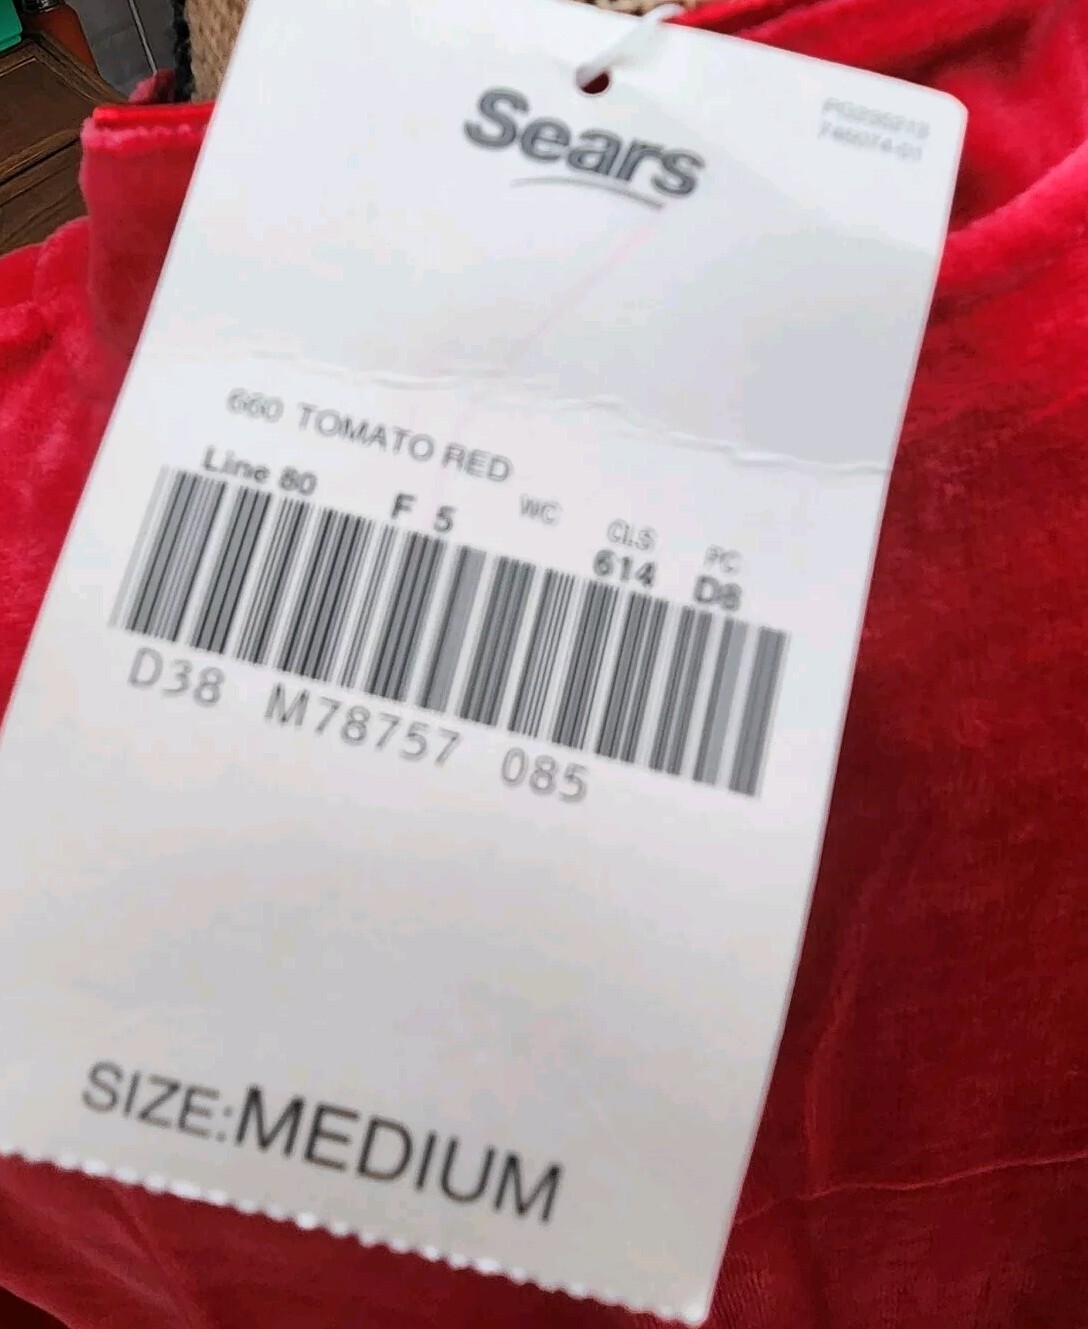 Sears
660 TOMATO RED
Line 80 F 5 WC CLS PC
614 D8
D38 M78757 085
SIZE:MEDIUM